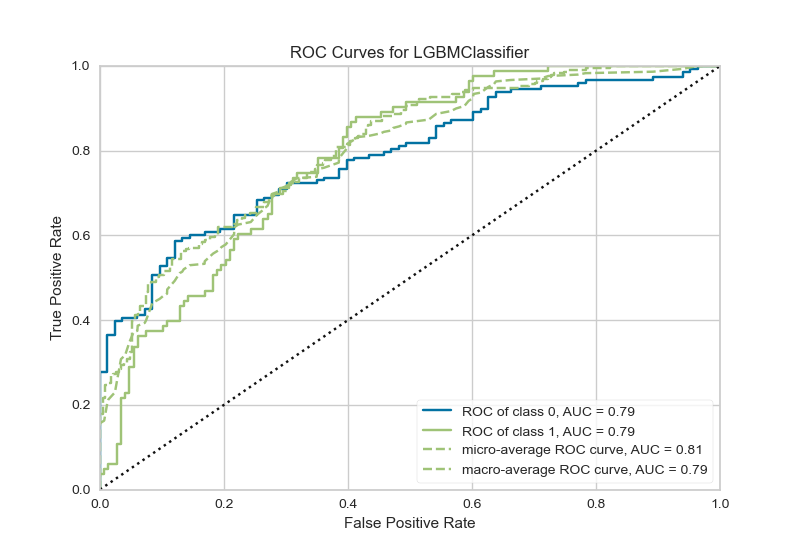 ROC Curves for LGBMClassifier
1.0
0.8
0.6
0.4
0.2
0.0
True Positive Rate
ROC of class 0, AUC = 0.79
ROC of class 1, AUC = 0.79
micro-average ROC curve, AUC = 0.81
macro-average ROC curve, AUC = 0.79
0.0 0.2 0.4 0.6 0.8 1.0
False Positive Rate